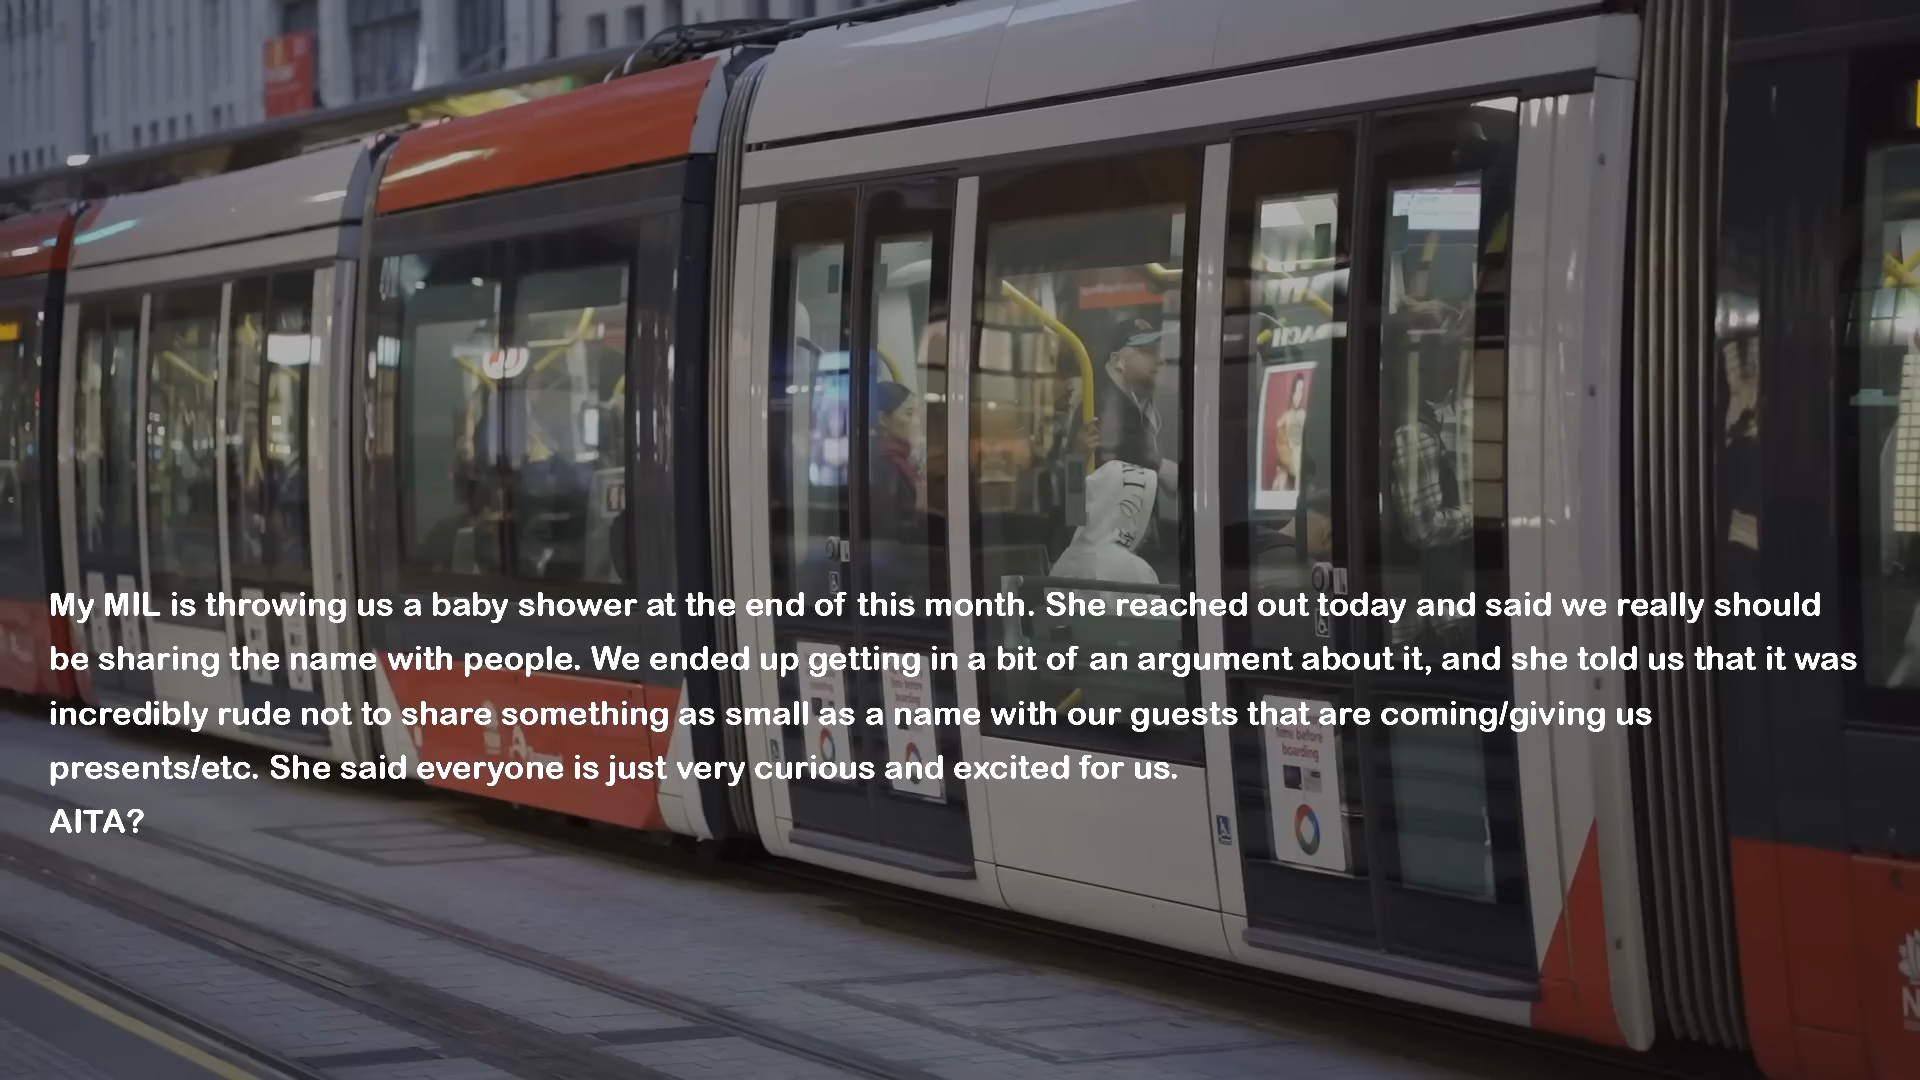 My MIL is throwing us a baby shower at the end of this month. She reached out today and said we really should
be sharing the name with people. We ended up getting in a bit of an argument about it, and she told us that it was
incredibly rude not to share something as small as a name with our guests that are coming/giving us
presents/etc. She said everyone is just very curious and excited for us.
AITA?
time before
boarding